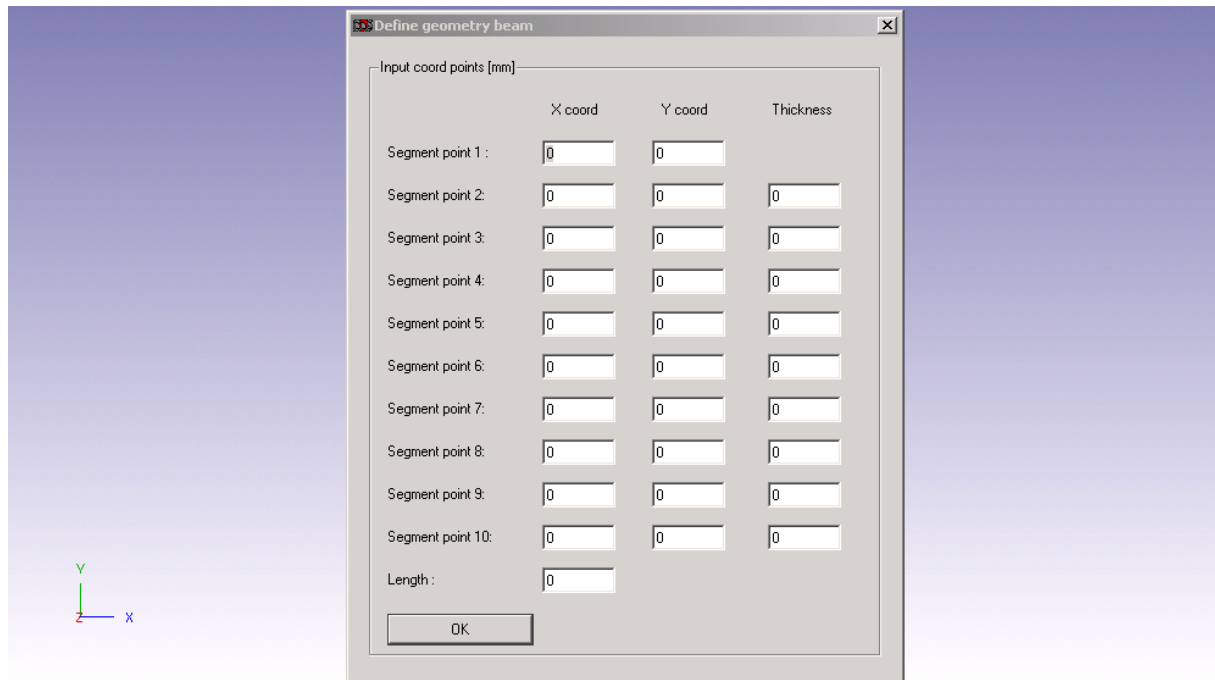 Define geometry beam
Input coord points [mm]
X coord Y coord Thickness
Segment point 1 : 0 0
Segment point 2: 0 0 0
Segment point 3: 0 0 0
Segment point 4: 0 0 0
Segment point 5: 0 0 0
Segment point 6: 0 0 0
Segment point 7: 0 0 0
Segment point 8: 0 0 0
Segment point 9: 0 0 0
Segment point 10: 0 0 0
Length : 0
OK
Y
Z X